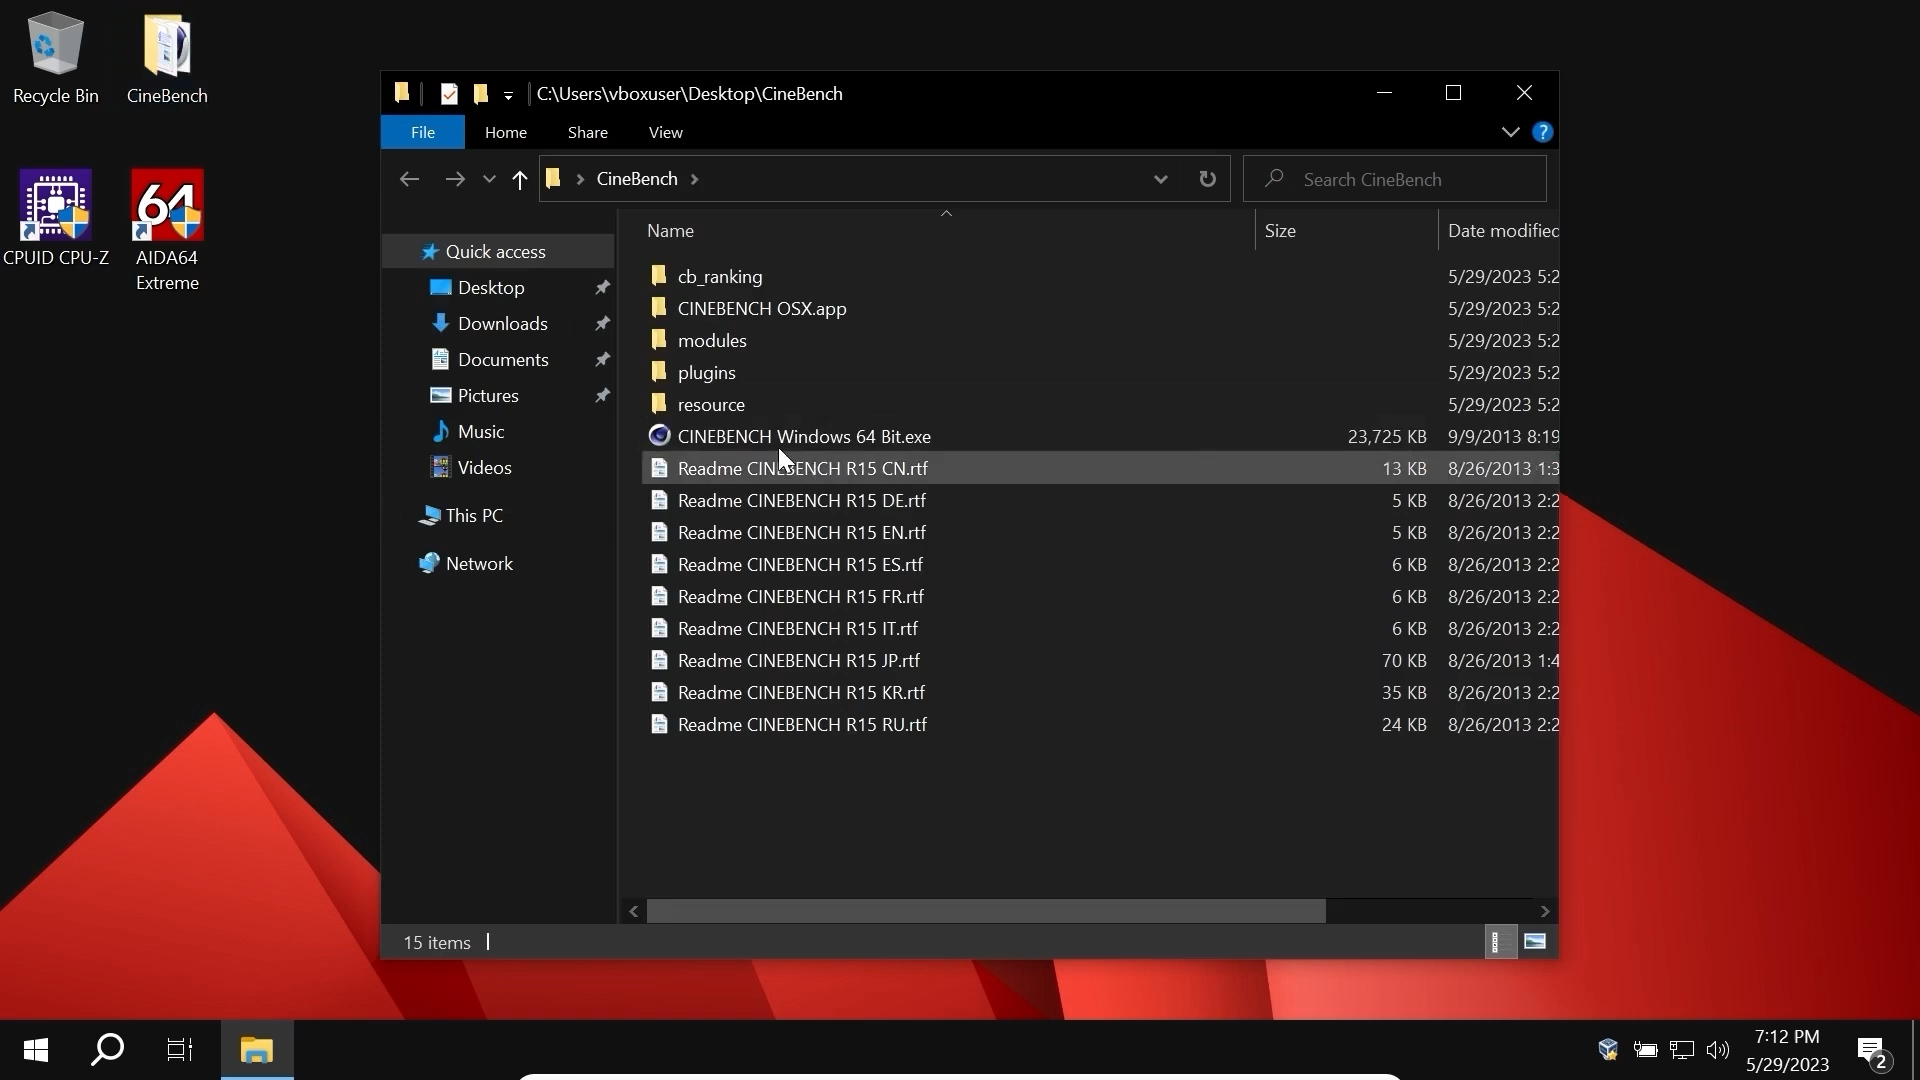 Recycle Bin
CineBench
CPUID CPU-Z
64
AIDA64
Extreme
C:\Users\vboxuser\Desktop\CineBench
File Home Share View
?
CineBench
Search CineBench
Quick access
Desktop
Downloads
Documents
Pictures
Music
Videos
This PC
Network
Name Size Date modified
cb_ranking 5/29/2023 5:2
CINEBENCH OSX.app 5/29/2023 5:2
modules 5/29/2023 5:2
plugins 5/29/2023 5:2
resource 5/29/2023 5:2
CINEBENCH Windows 64 Bit.exe 23,725 KB 9/9/2013 8:19
Readme CINEBENCH R15 CN.rtf 13 KB 8/26/2013 1:3
Readme CINEBENCH R15 DE.rtf 5 KB 8/26/2013 2:2
Readme CINEBENCH R15 EN.rtf 5 KB 8/26/2013 2:2
Readme CINEBENCH R15 ES.rtf 6 KB 8/26/2013 2:2
Readme CINEBENCH R15 FR.rtf 6 KB 8/26/2013 2:2
Readme CINEBENCH R15 IT.rtf 6 KB 8/26/2013 2:2
Readme CINEBENCH R15 JP.rtf 70 KB 8/26/2013 1:4
Readme CINEBENCH R15 KR.rtf 35 KB 8/26/2013 2:2
Readme CINEBENCH R15 RU.rtf 24 KB 8/26/2013 2:2
15 items
7:12 PM
5/29/2023
2